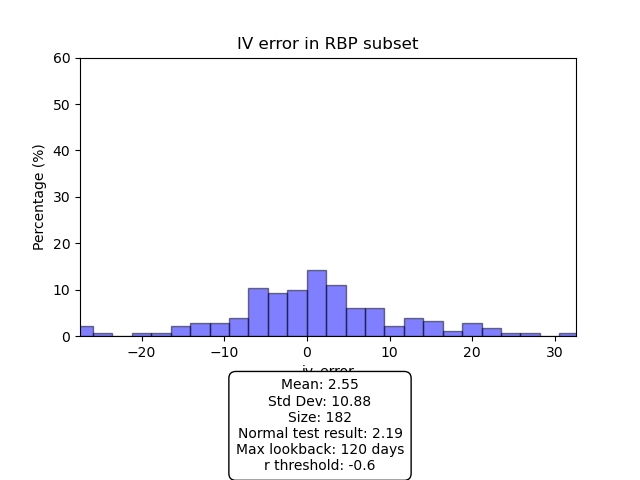 IV error in RBP subset
60
50
40
30
20
10
0
Percentage (%)
−20
−10
0
10
20
30
iv_error
Mean: 2.55
Std Dev: 10.88
Size: 182
Normal test result: 2.19
Max lookback: 120 days
r threshold: -0.6